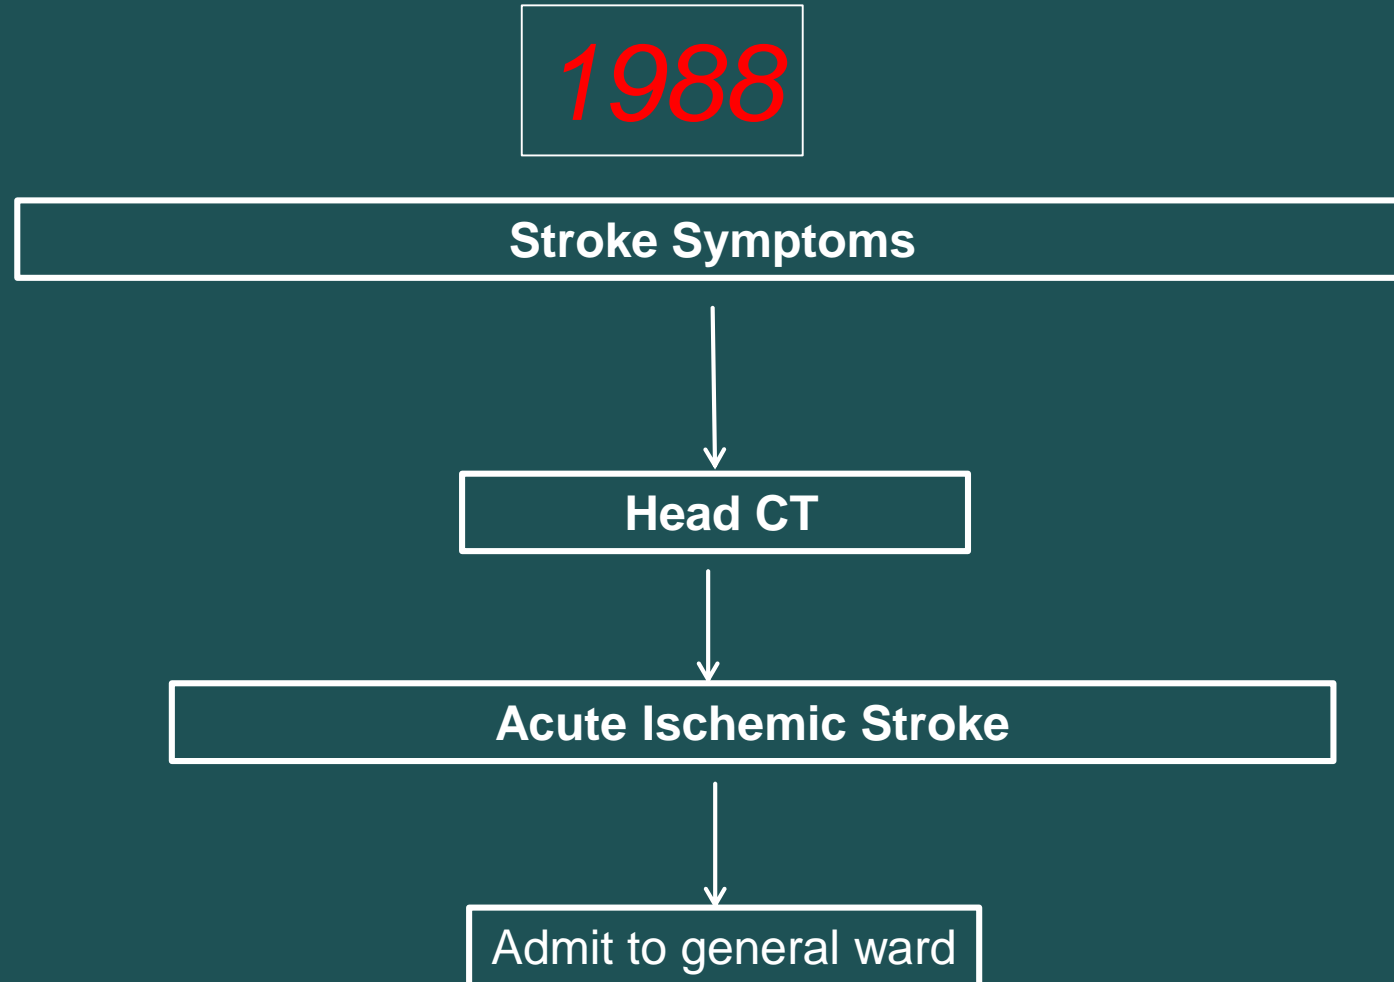 1988
Stroke Symptoms
Head CT
Acute Ischemic Stroke
Admit to general ward